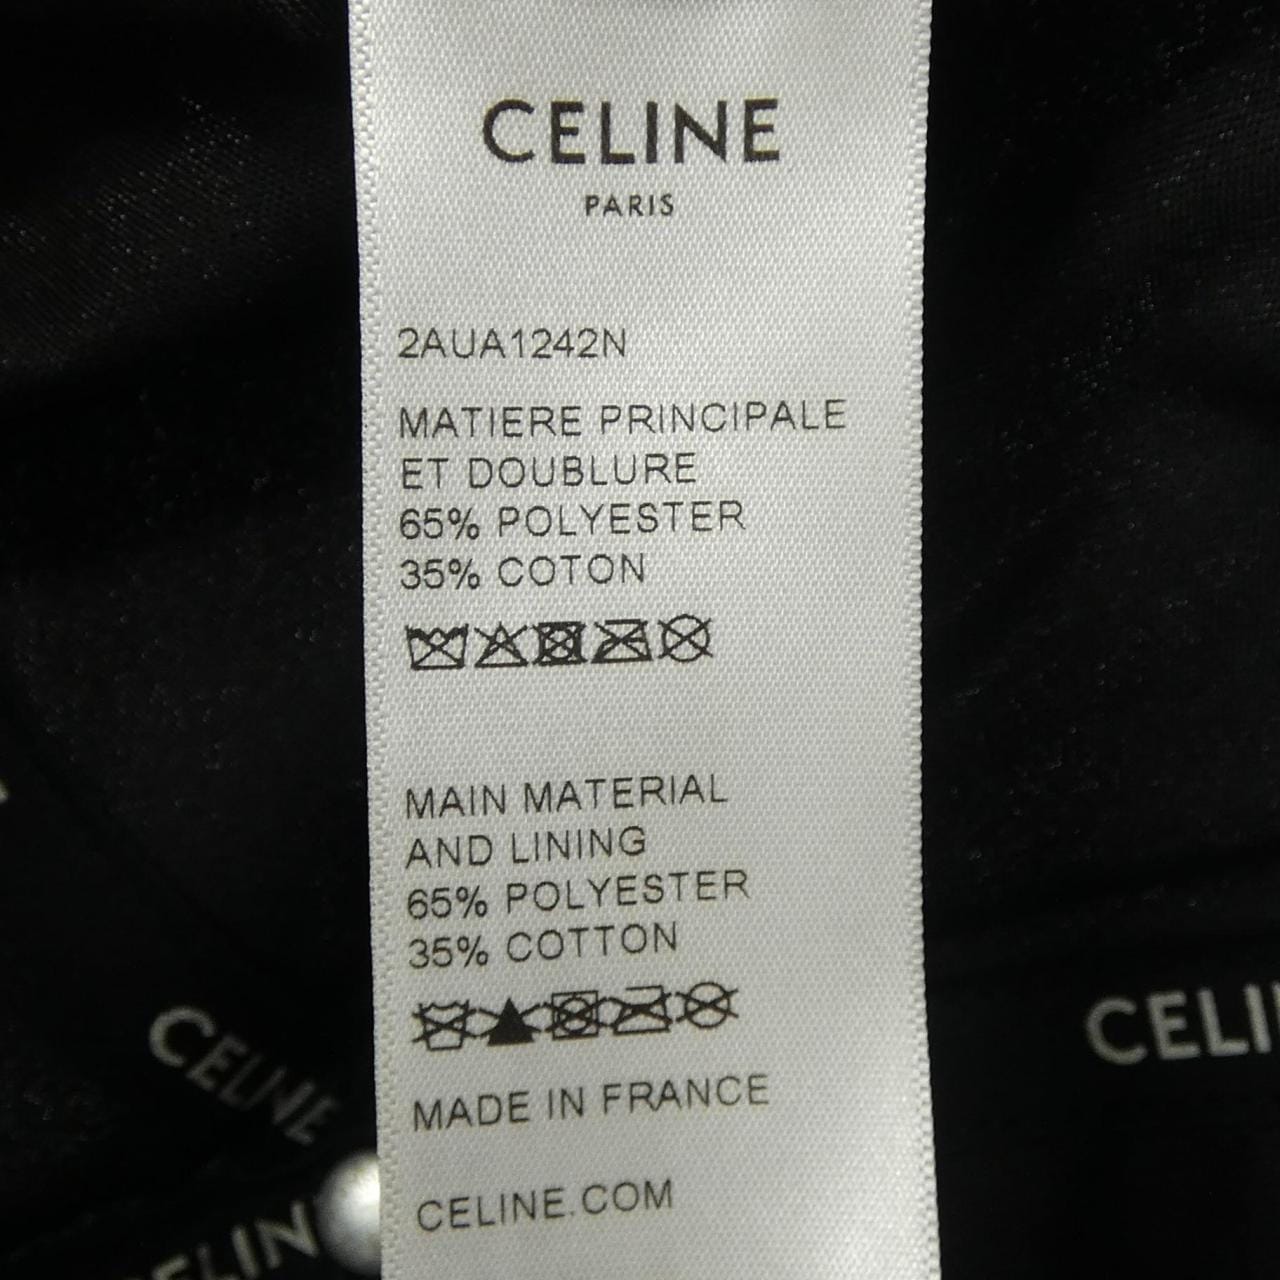 CELINE
PARIS
2AUA1242N
MATIERE PRINCIPALE
ET DOUBLURE
65% POLYESTER
35% COTON
MAIN MATERIAL
AND LINING
65% POLYESTER
35% COTTON
MADE IN FRANCE
CELINE.COM
CELINE
CELI
ELIN